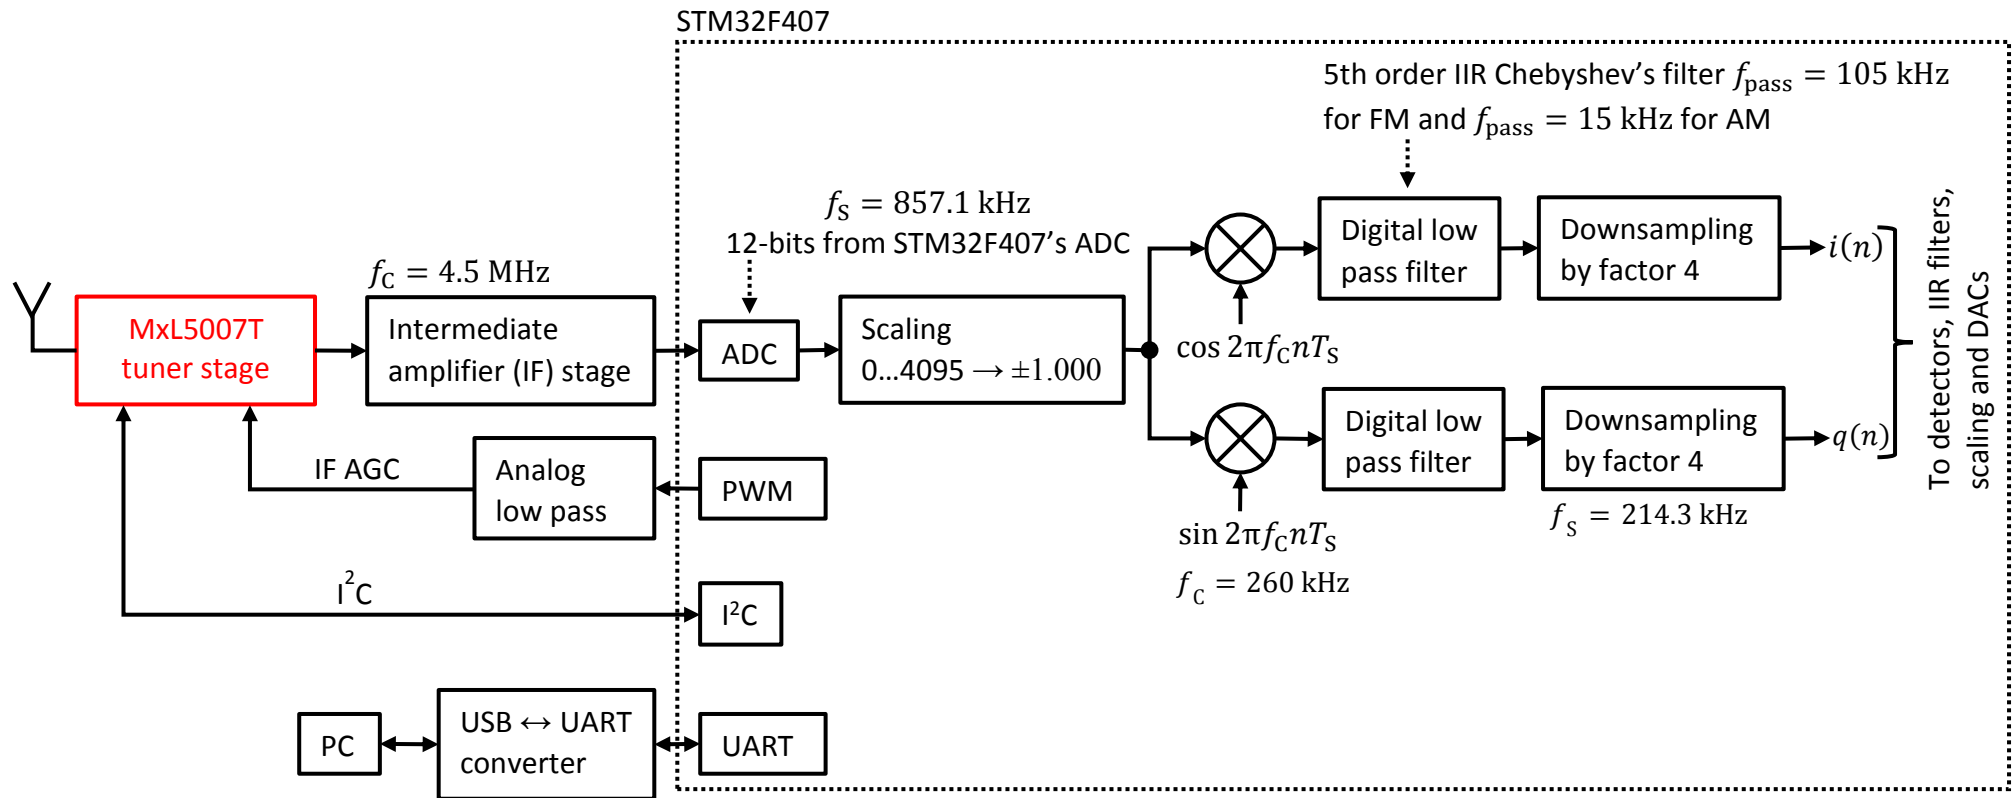 STM32F407
5th order IIR Chebyshev's filter f_pass = 105 kHz
for FM and f_pass = 15 kHz for AM
f_S = 857.1 kHz
12-bits from STM32F407's ADC
f_C = 4.5 MHz
MxL5007T
tuner stage
Intermediate
amplifier (IF) stage
ADC
Scaling
0...4095 → ±1.000
cos 2πf_C nT_S
Digital low
pass filter
Downsampling
by factor 4
i(n)
sin 2πf_C nT_S
f_C = 260 kHz
Digital low
pass filter
Downsampling
by factor 4
f_S = 214.3 kHz
q(n)
To detectors, IIR filters,
scaling and DACs
IF AGC
Analog
low pass
PWM
I²C
I²C
PC
USB ↔ UART
converter
UART